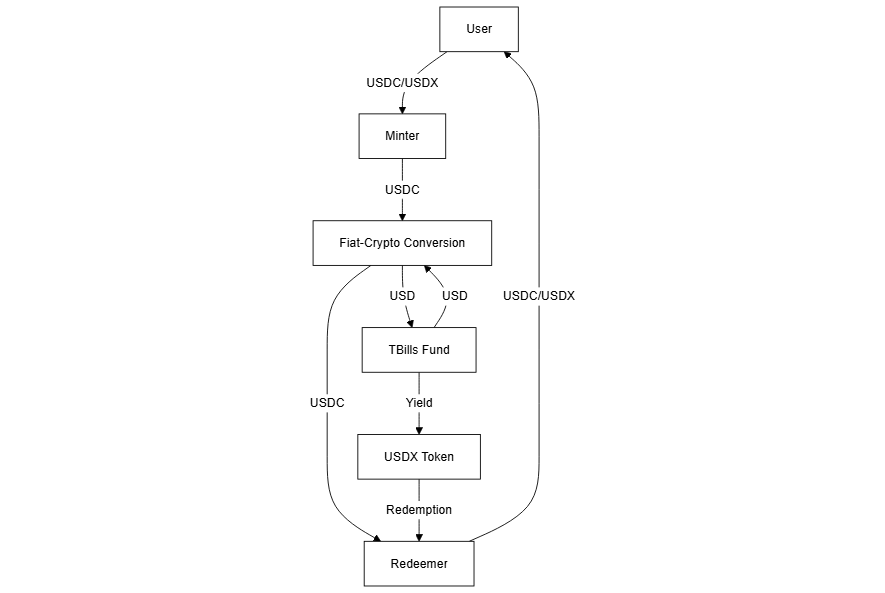 User
USDC/USDX
Minter
USDC
Fiat-Crypto Conversion
USD
USD
USDC/USDX
TBills Fund
USDC
Yield
USDX Token
Redemption
Redeemer